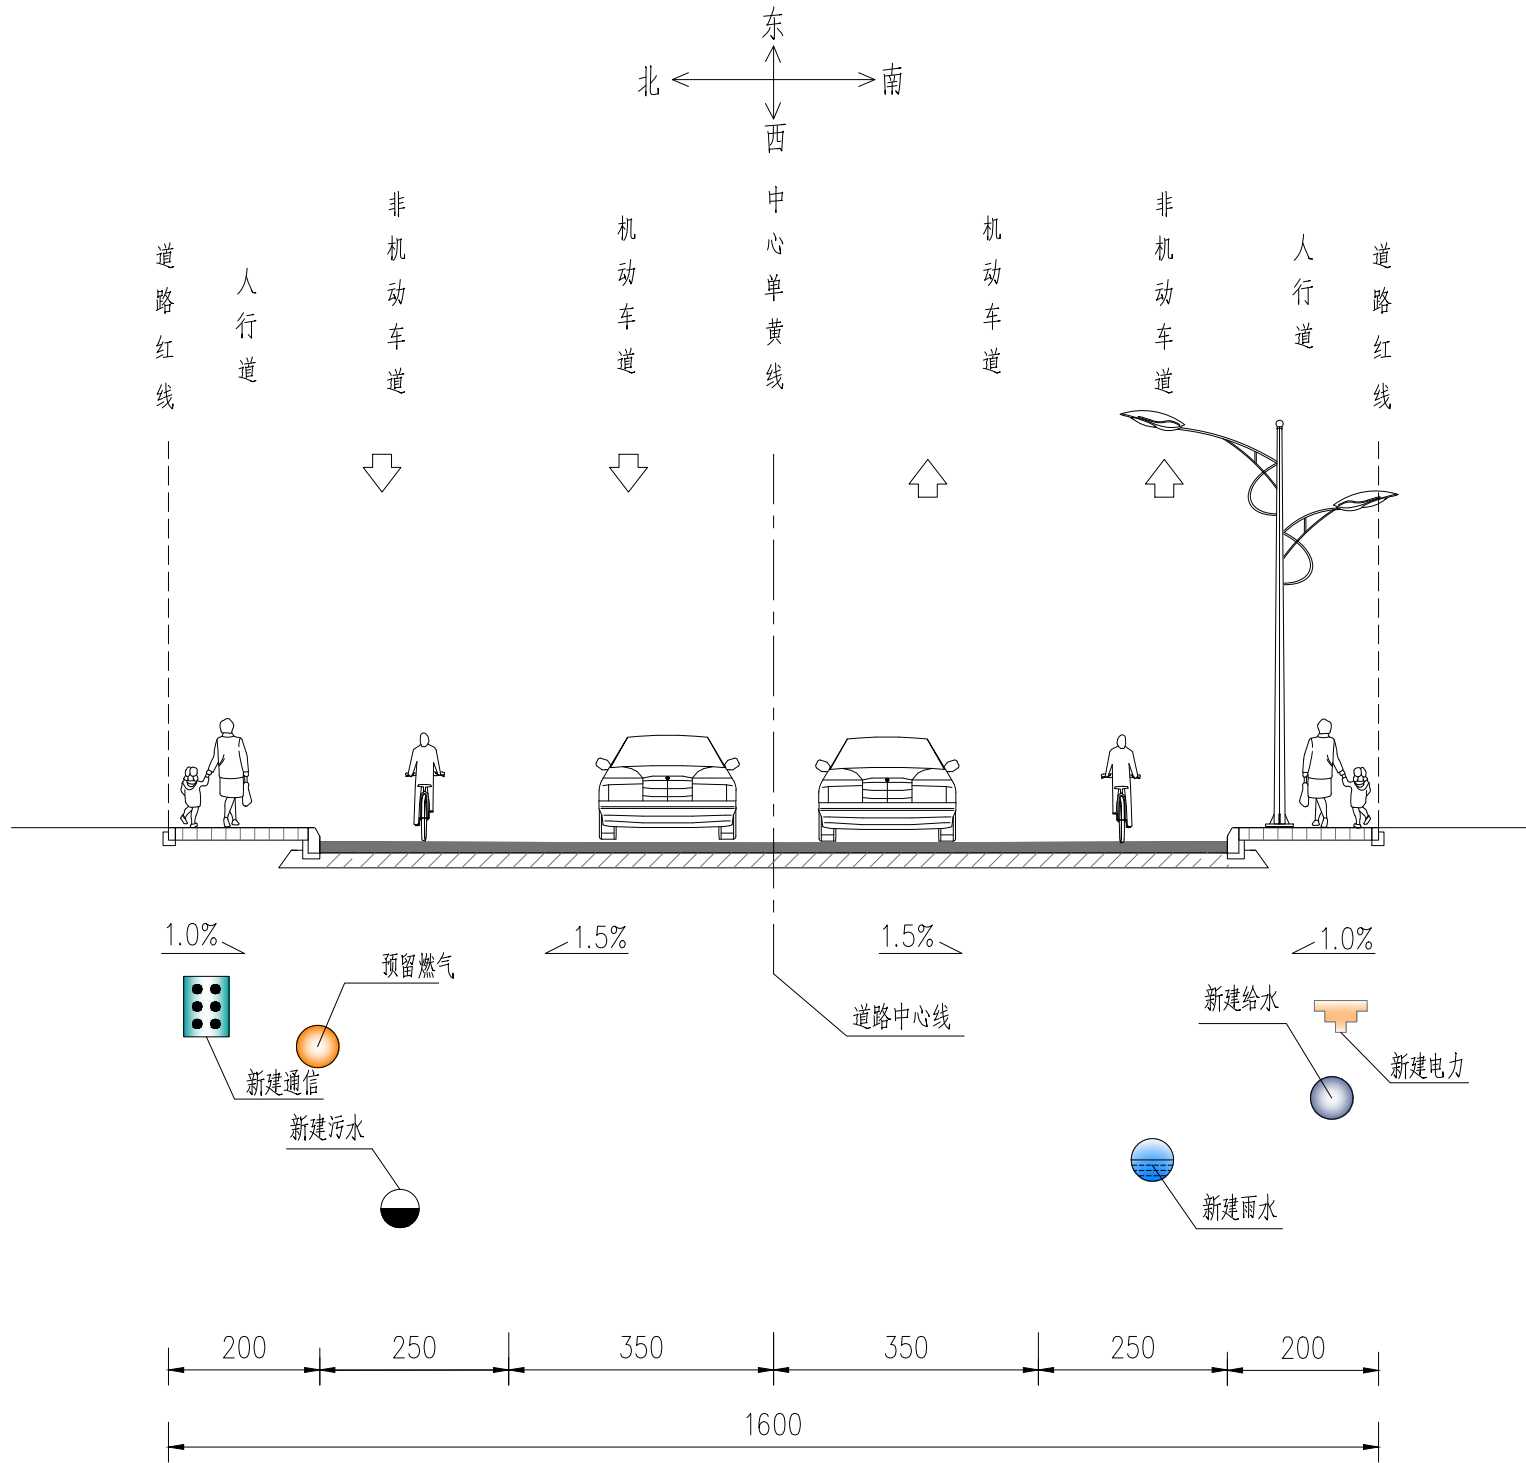 东
北
南
西
道路红线
人行道
非机动车道
机动车道
中心单黄线
机动车道
非机动车道
人行道
道路红线
1.0%
1.5%
1.5%
1.0%
预留燃气
新建通信
新建污水
道路中心线
新建给水
新建电力
新建雨水
200
250
350
350
250
200
1600